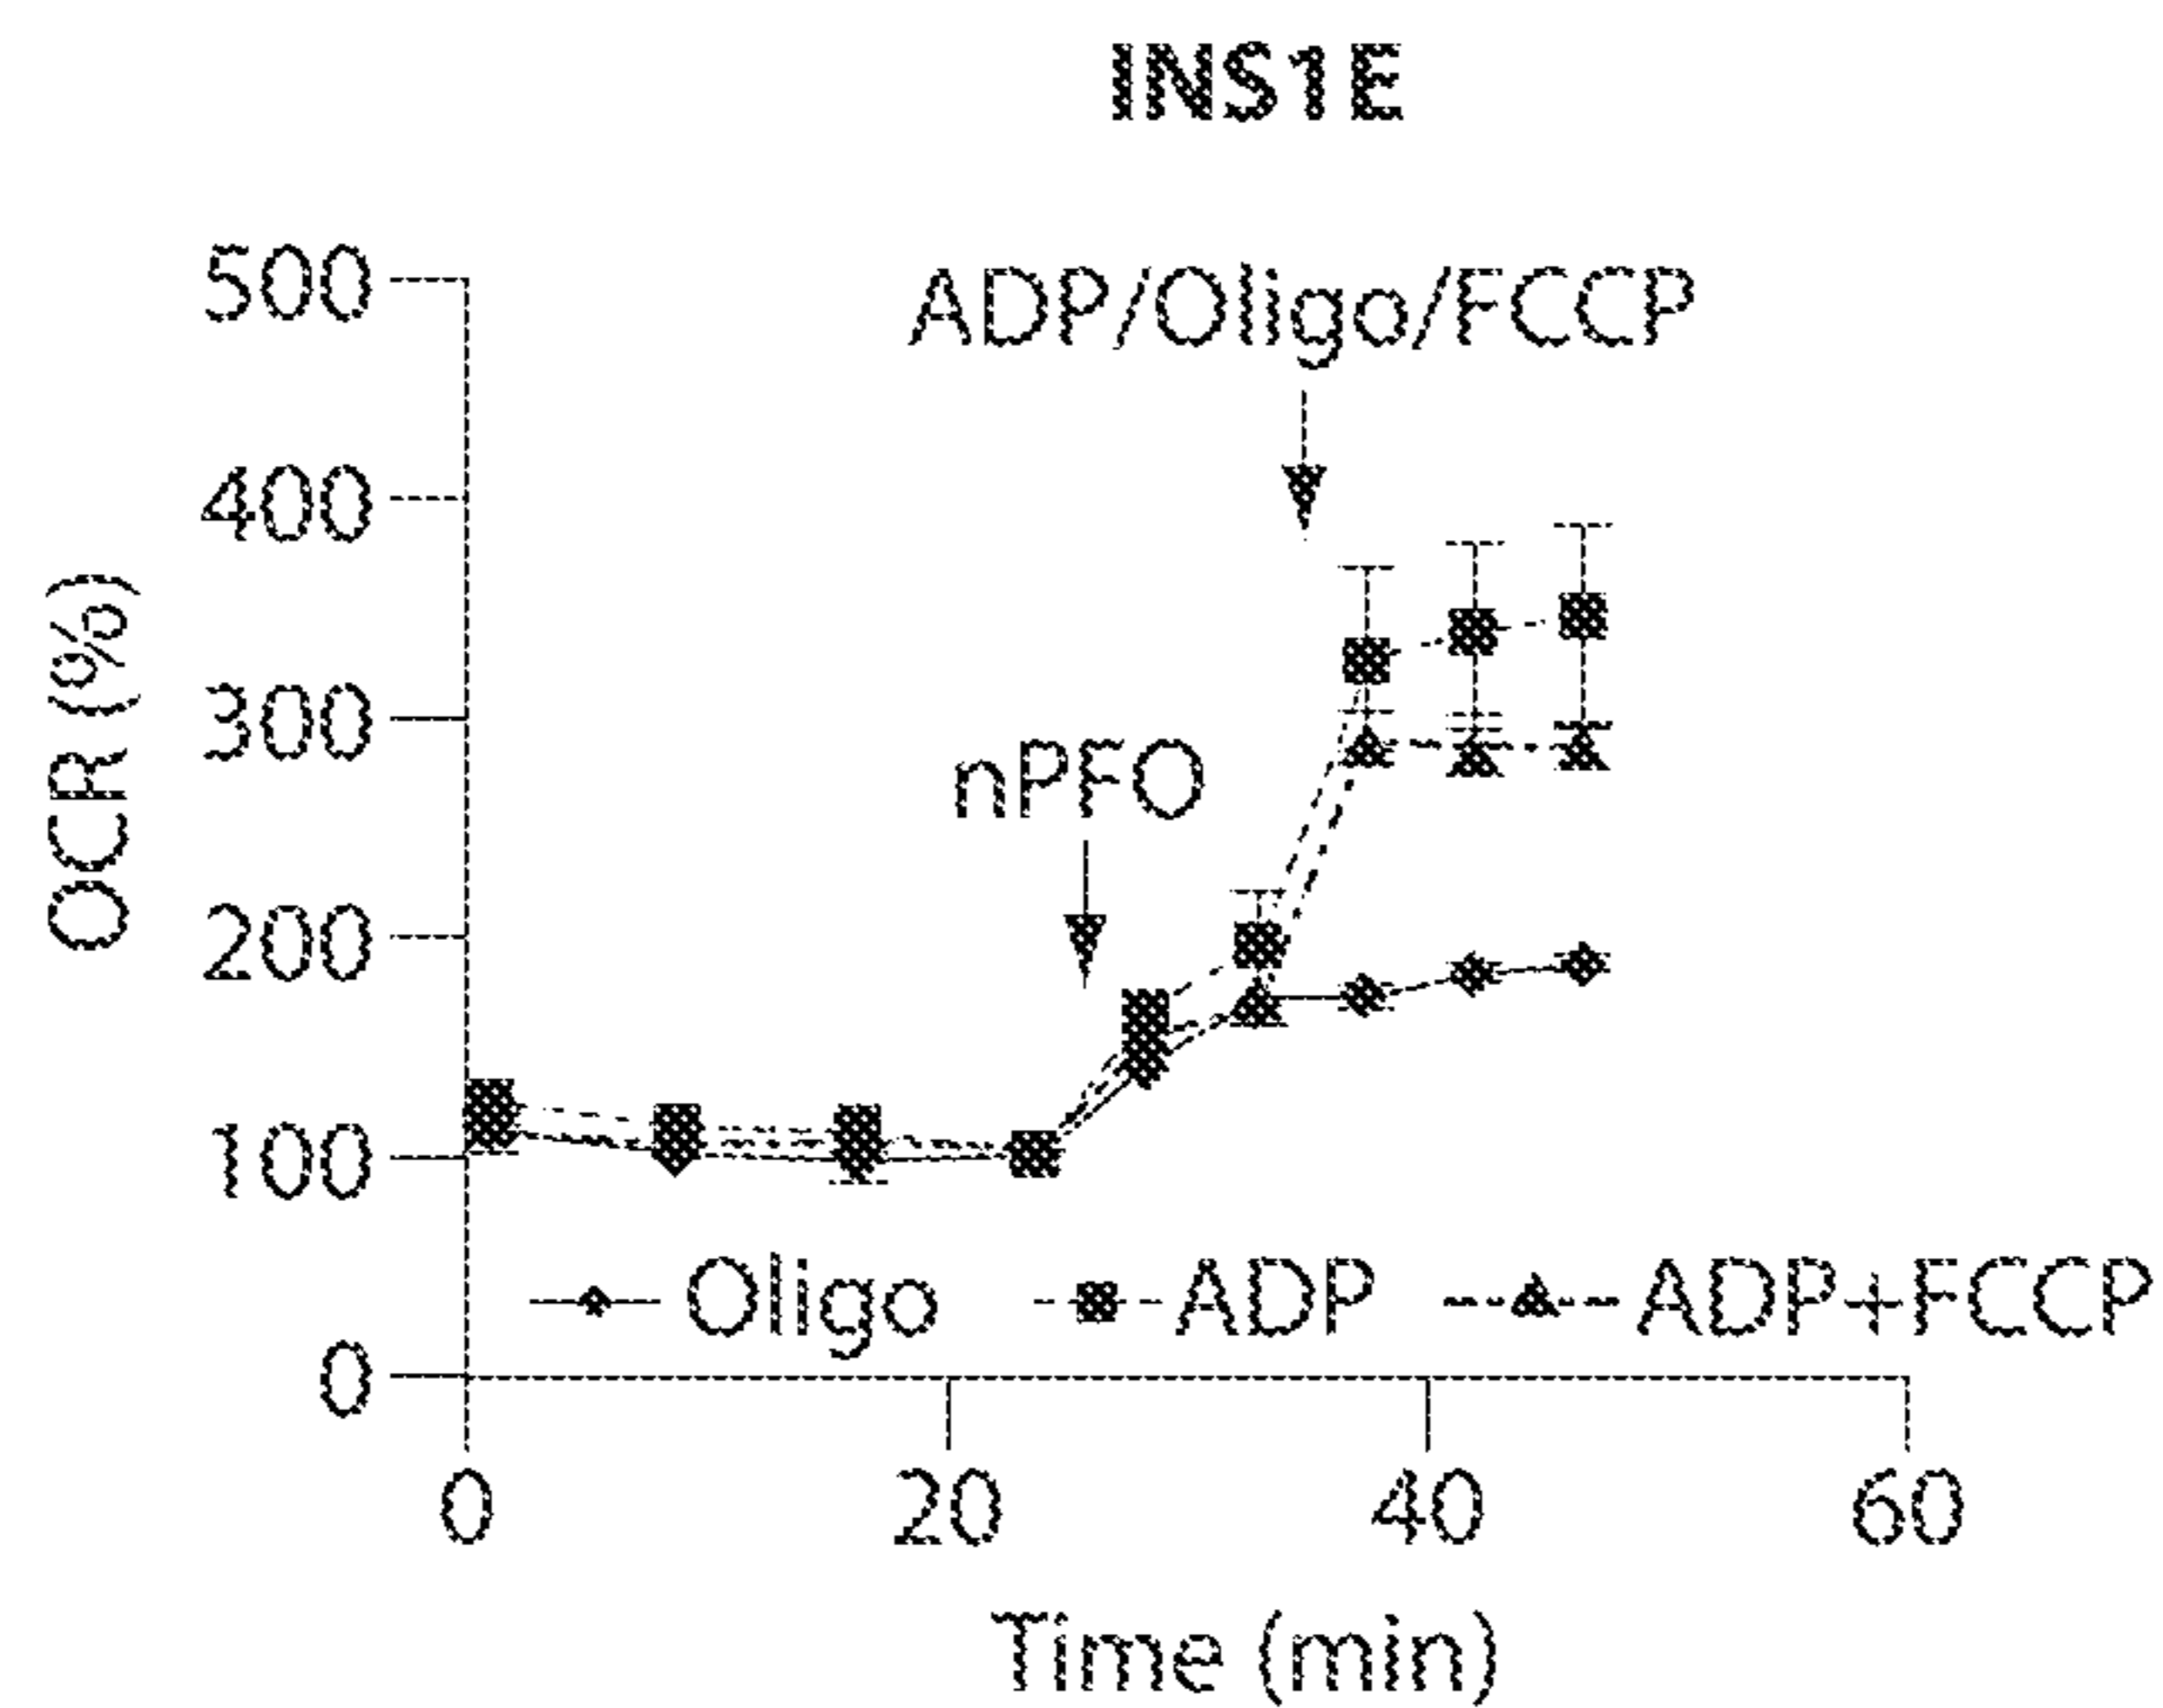 INS1E
500
ADP/Oligo/FCCP
400
OCR (%)
300
nPFO
200
100
Oligo ADP ADP+FCCP
0
0 20 40 60
Time (min)